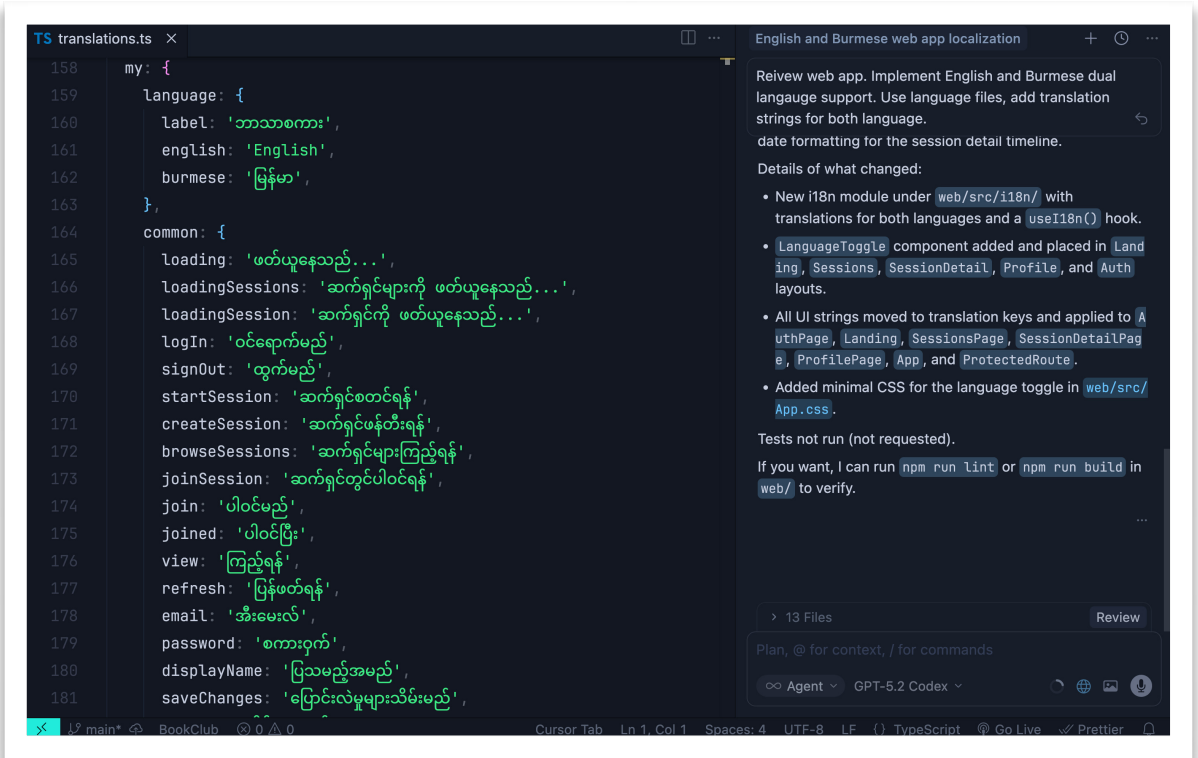 TS translations.ts
158 my: {
159 language: {
160 label: 'ဘာသာစကား',
161 english: 'English',
162 burmese: 'မြန်မာ',
163 },
164 common: {
165 loading: 'ဖတ်ယူနေသည်...',
166 loadingSessions: 'ဆက်ရှင်များကို ဖတ်ယူနေသည်...',
167 loadingSession: 'ဆက်ရှင်ကို ဖတ်ယူနေသည်...',
168 logIn: 'ဝင်ရောက်မည်',
169 signOut: 'ထွက်မည်',
170 startSession: 'ဆက်ရှင်စတင်ရန်',
171 createSession: 'ဆက်ရှင်ဖန်တီးရန်',
172 browseSessions: 'ဆက်ရှင်များကြည့်ရန်',
173 joinSession: 'ဆက်ရှင်တွင်ပါဝင်ရန်',
174 join: 'ပါဝင်မည်',
175 joined: 'ပါဝင်ပြီး',
176 view: 'ကြည့်ရန်',
177 refresh: 'ပြန်ဖတ်ရန်',
178 email: 'အီးမေးလ်',
179 password: 'စကားဝှက်',
180 displayName: 'ပြသမည့်အမည်',
181 saveChanges: 'ပြောင်းလဲမှုများသိမ်းမည်',
English and Burmese web app localization
Reivew web app. Implement English and Burmese dual
langauge support. Use language files, add translation
strings for both language.
date formatting for the session detail timeline.
Details of what changed:
• New i18n module under web/src/i18n/ with
translations for both languages and a useI18n() hook.
• LanguageToggle component added and placed in Land
ing, Sessions, SessionDetail, Profile, and Auth
layouts.
• All UI strings moved to translation keys and applied to A
uthPage, Landing, SessionsPage, SessionDetailPag
e, ProfilePage, App, and ProtectedRoute.
• Added minimal CSS for the language toggle in web/src/
App.css.
Tests not run (not requested).
If you want, I can run npm run lint or npm run build in
web/ to verify.
13 Files Review
Plan, @ for context, / for commands
Agent GPT-5.2 Codex
main* BookClub 0 0 Cursor Tab Ln 1, Col 1 Spaces: 4 UTF-8 LF {} TypeScript Go Live Prettier